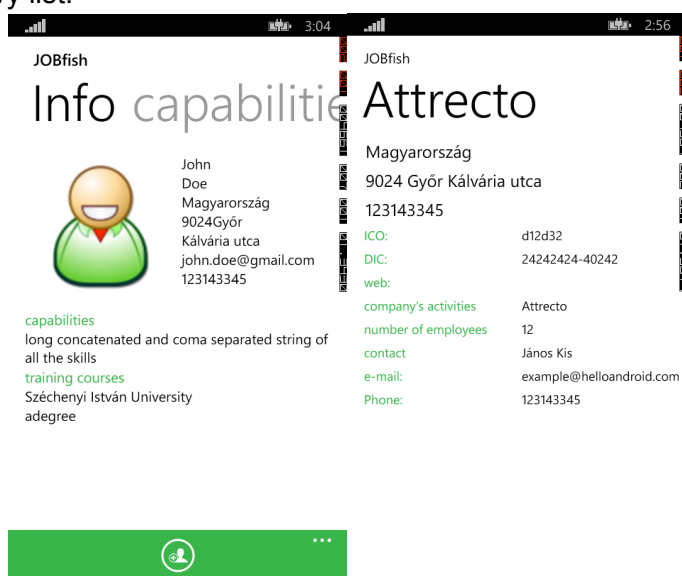 y list.
3:04
JOBfish
Info capabilitie
John
Doe
Magyarország
9024Győr
Kálvária utca
john.doe@gmail.com
123143345
capabilities
long concatenated and coma separated string of
all the skills
training courses
Széchenyi István University
adegree
2:56
JOBfish
Attrecto
Magyarország
9024 Győr Kálvária utca
123143345
ICO: d12d32
DIC: 24242424-40242
web:
company's activities Attrecto
number of employees 12
contact János Kis
e-mail: example@helloandroid.com
Phone: 123143345